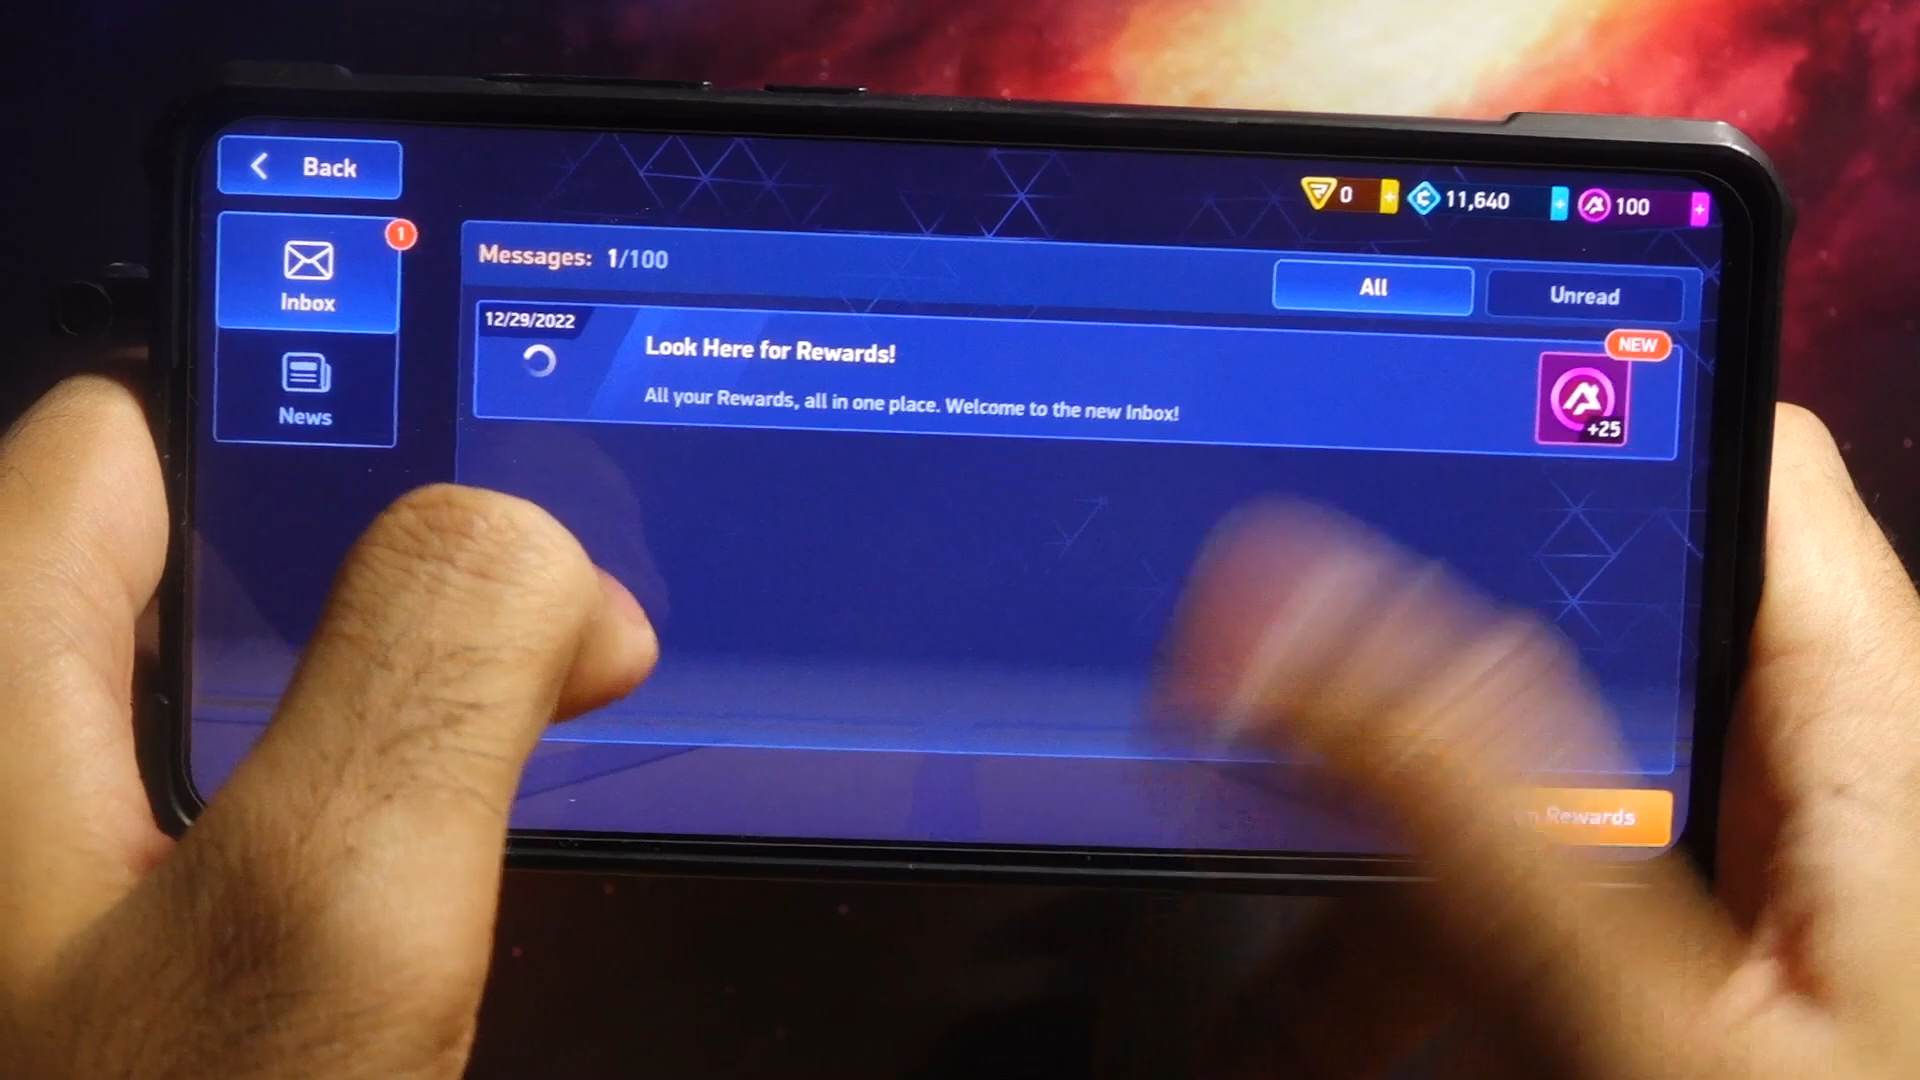 Back
0
11,640
100
1
Inbox
News
Messages: 1/100
All
Unread
12/29/2022
Look Here for Rewards!
All your Rewards, all in one place. Welcome to the new Inbox!
NEW
+25
Rewards